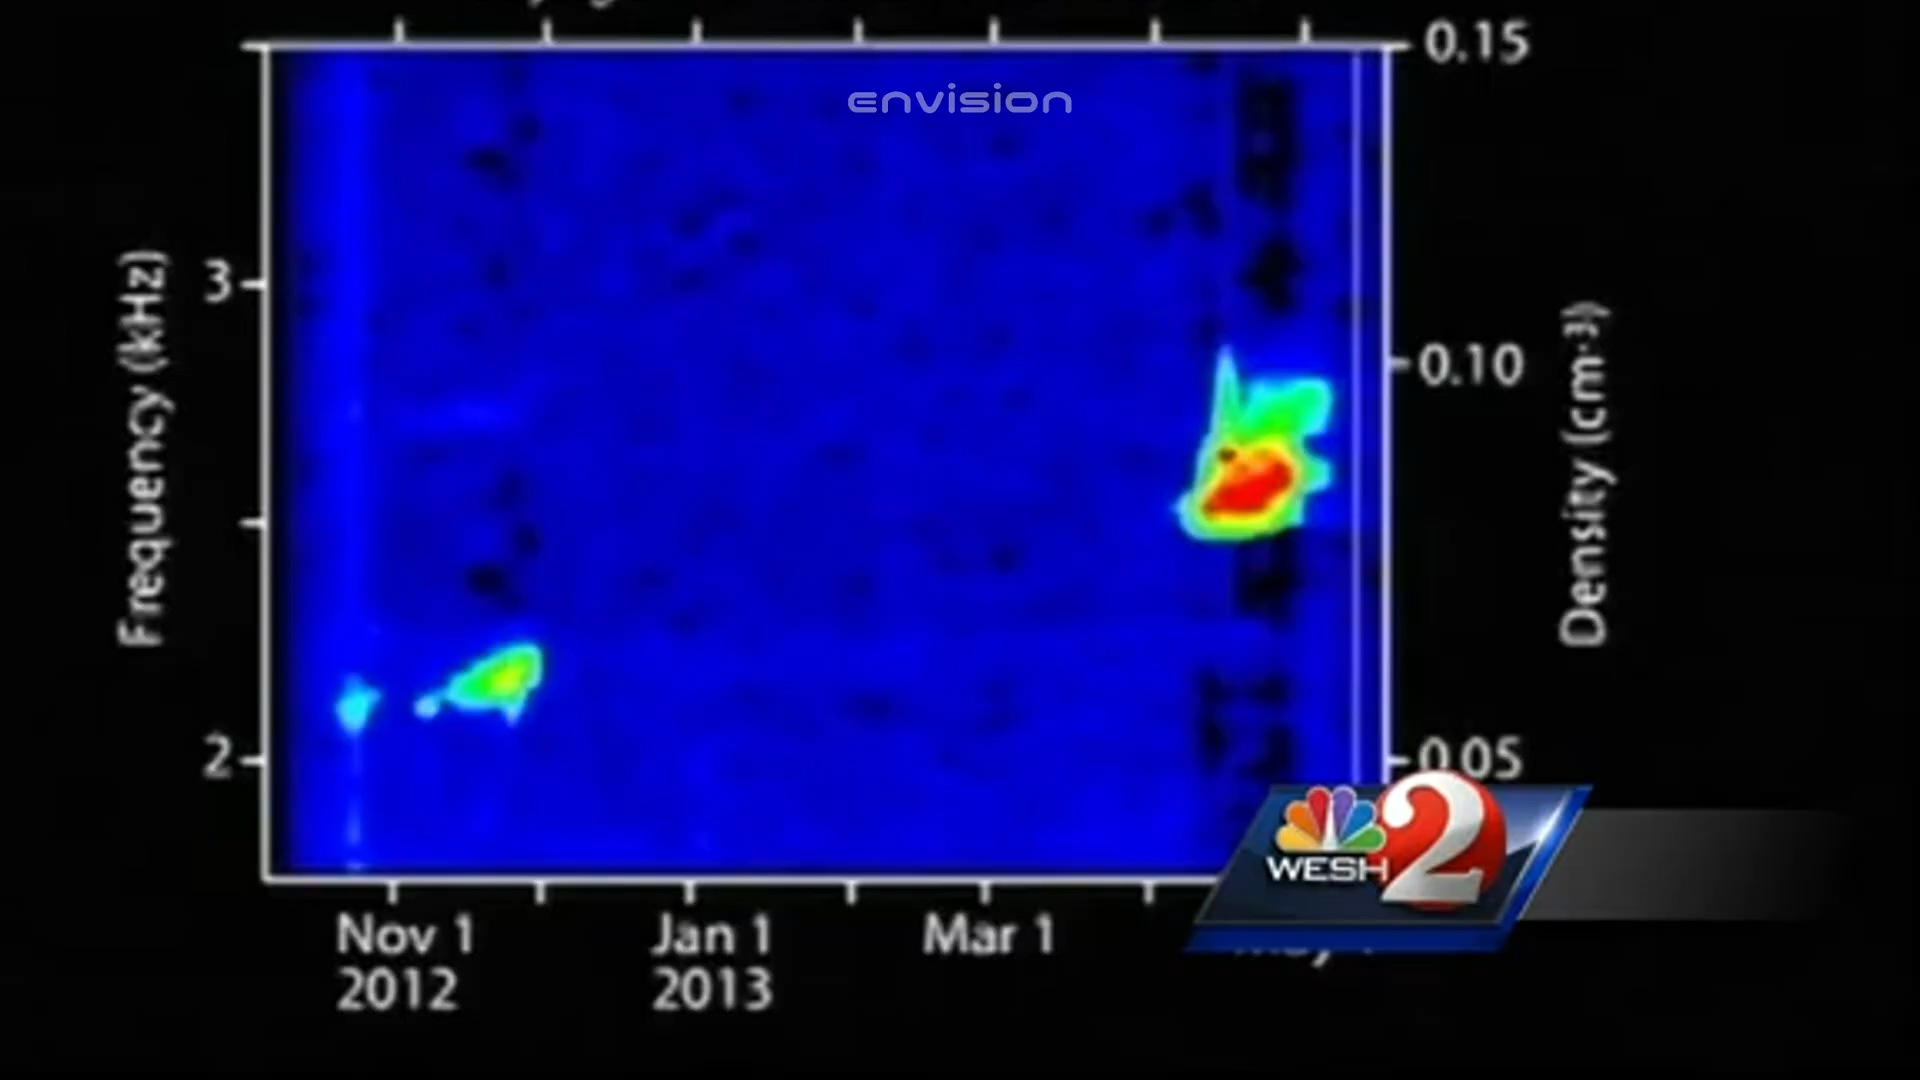 0.15
envision
3
0.10
2
0.05
Frequency (kHz)
Density (cm-3)
WESH 2
Nov 1
2012
Jan 1
2013
Mar 1